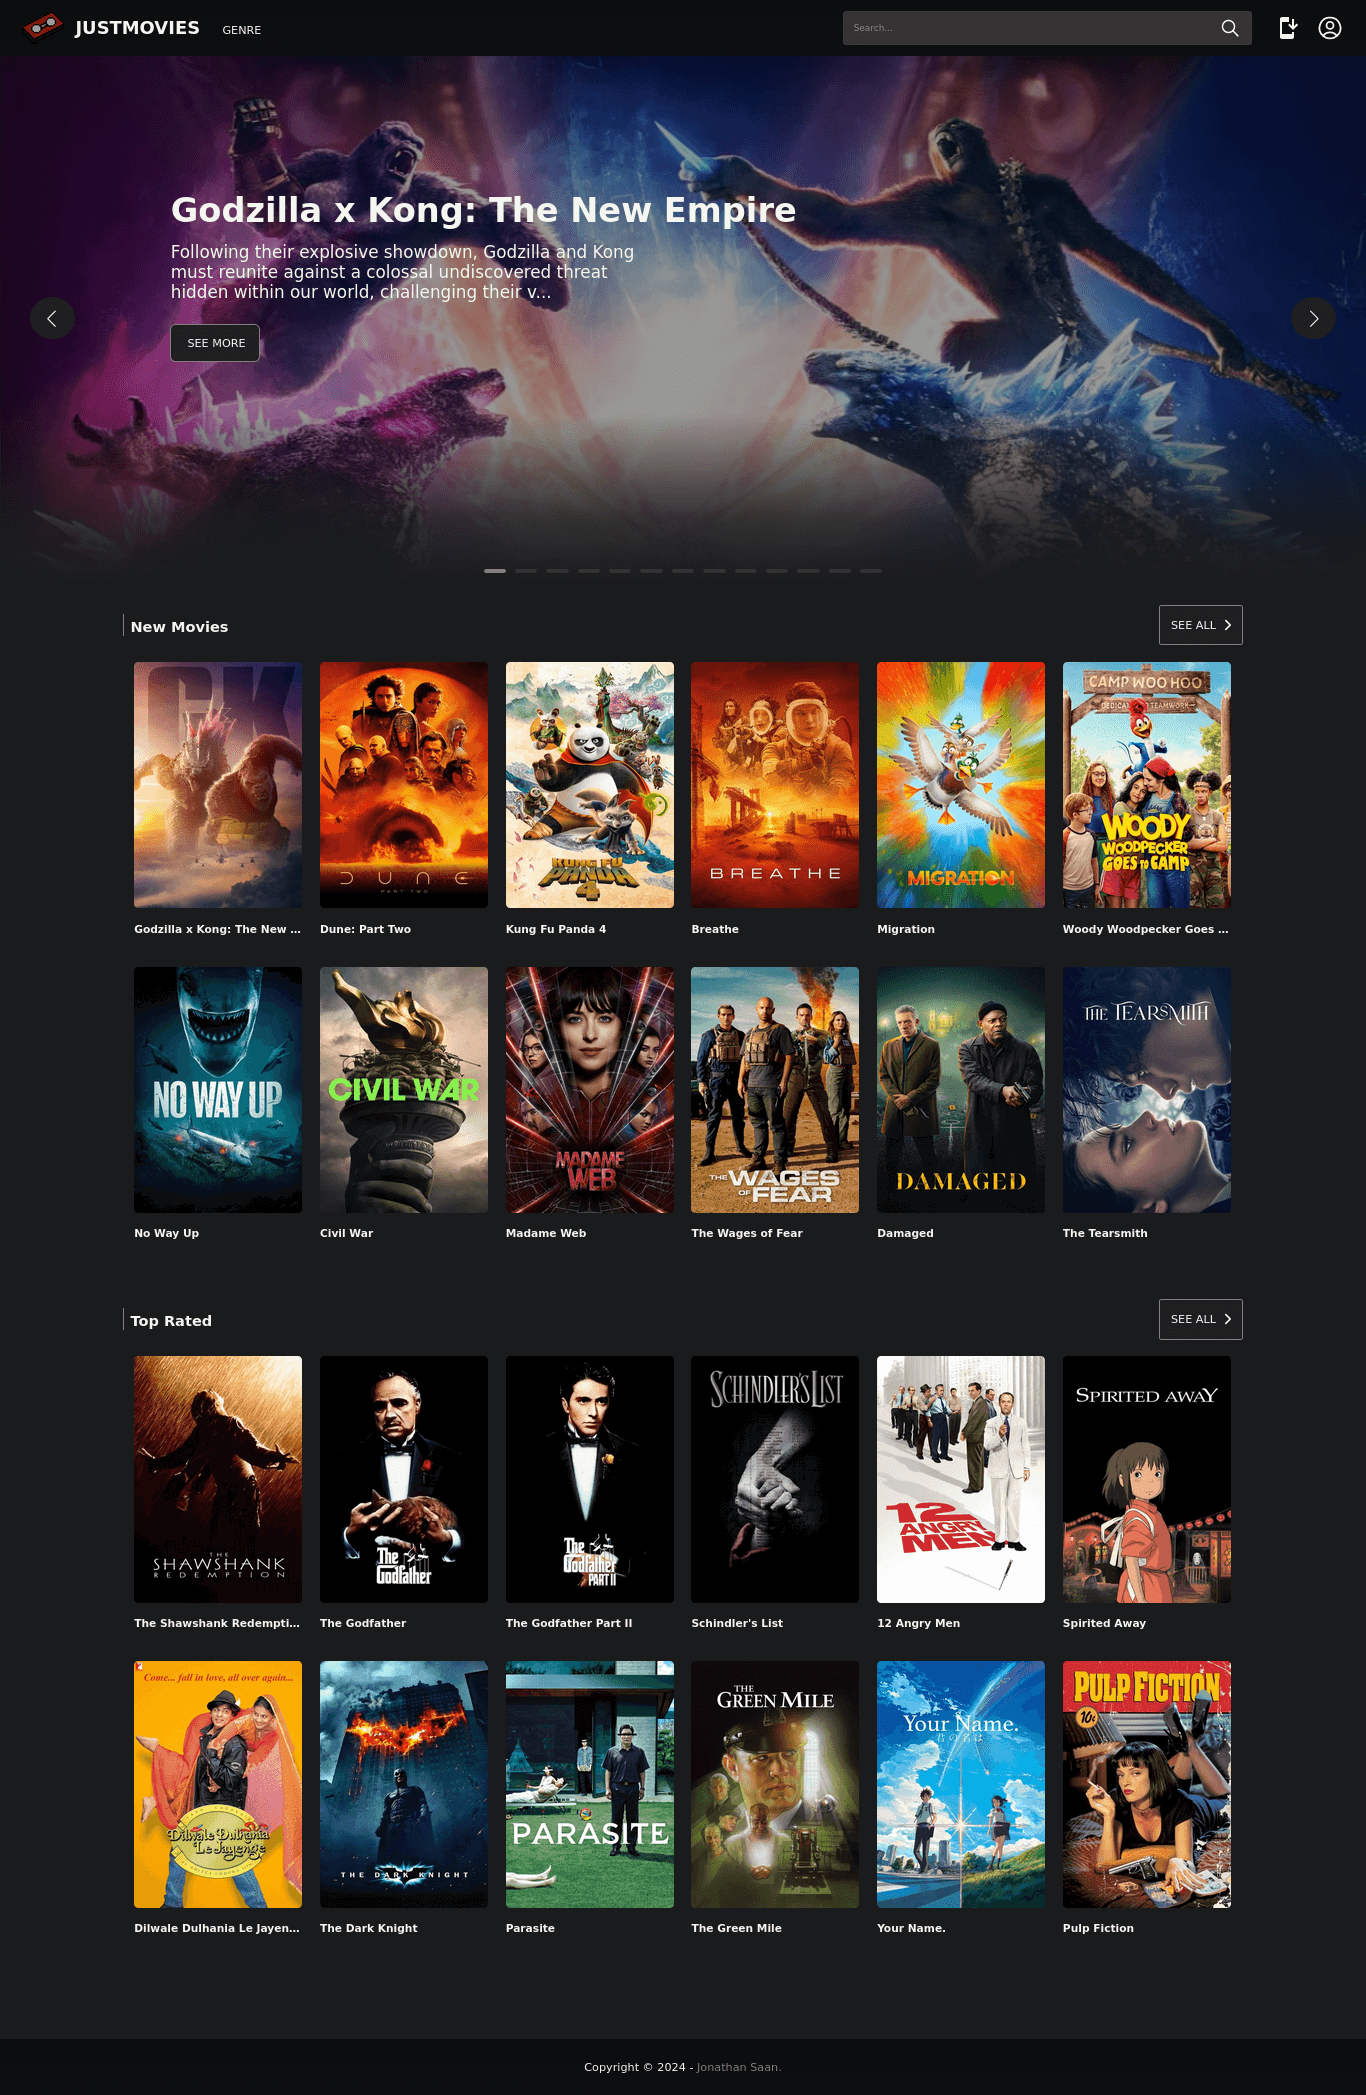 JUSTMOVIES
GENRE
Search...
Godzilla x Kong: The New Empire
Following their explosive showdown, Godzilla and Kong
must reunite against a colossal undiscovered threat
hidden within our world, challenging their v...
SEE MORE
New Movies
SEE ALL
DUNE
PART TWO
KUNG FU
PANDA
4
BREATHE
MIGRATION
CAMP WOO HOO
WOODY
WOODPECKER
GOES TO CAMP
Godzilla x Kong: The New ...
Dune: Part Two
Kung Fu Panda 4
Breathe
Migration
Woody Woodpecker Goes ...
NO WAY UP
CIVIL WAR
MADAME
WEB
THE WAGES
OF FEAR
DAMAGED
THE TEARSMITH
No Way Up
Civil War
Madame Web
The Wages of Fear
Damaged
The Tearsmith
Top Rated
SEE ALL
THE
SHAWSHANK
REDEMPTION
The
Godfather
The
Godfather
PART II
SCHINDLER'S LIST
12
ANGRY
MEN
SPIRITED AWAY
The Shawshank Redempti...
The Godfather
The Godfather Part II
Schindler's List
12 Angry Men
Spirited Away
Come... fall in love, all over again...
Dilwale Dulhania
Le Jayenge
THE DARK KNIGHT
PARASITE
THE
GREEN MILE
Your Name.
君の名は
PULP FICTION
10¢
Dilwale Dulhania Le Jayen...
The Dark Knight
Parasite
The Green Mile
Your Name.
Pulp Fiction
Copyright © 2024 - Jonathan Saan.